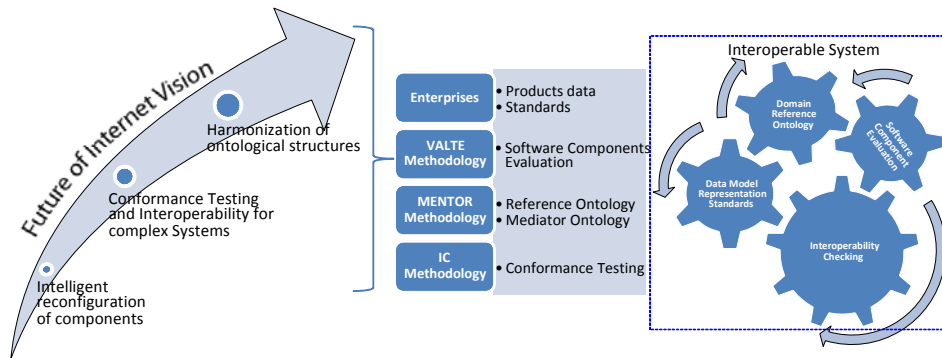 Future of Internet Vision
Harmonization of
ontological structures
Conformance Testing
and Interoperability for
complex Systems
Intelligent
reconfiguration
of components
Enterprises
• Products data
• Standards
VALTE
Methodology
• Software Components
Evaluation
MENTOR
Methodology
• Reference Ontology
• Mediator Ontology
IC
Methodology
• Conformance Testing
Interoperable System
Domain
Reference
Ontology
Software
Component
Evaluation
Data Model
Representation
Standards
Interoperability
Checking